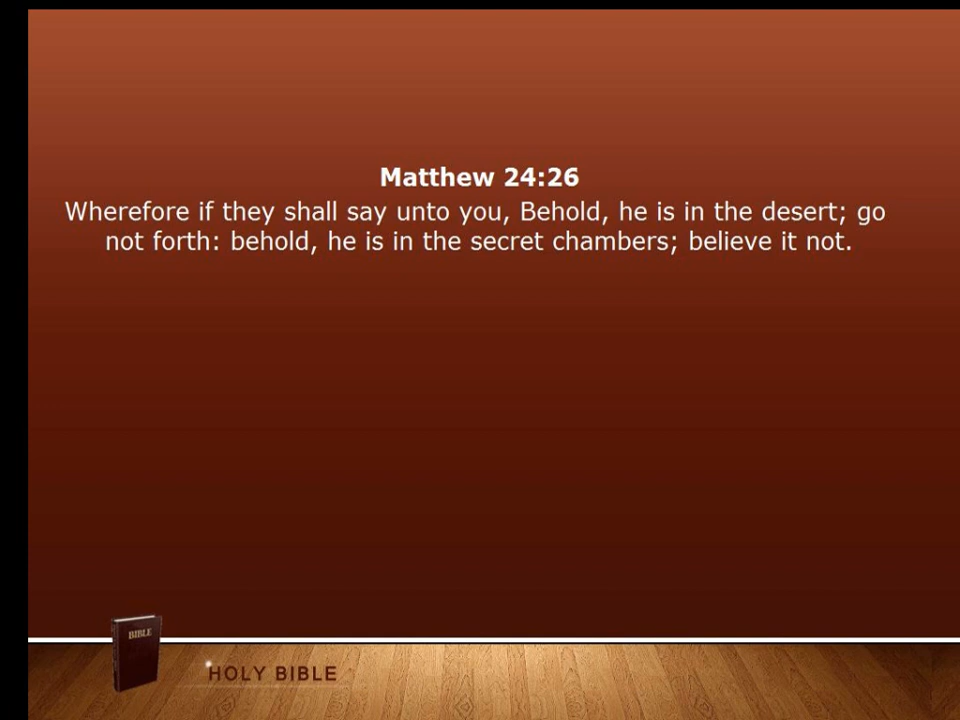 Matthew 24:26
Wherefore if they shall say unto you, Behold, he is in the desert; go
not forth: behold, he is in the secret chambers; believe it not.
BIBLE
HOLY BIBLE